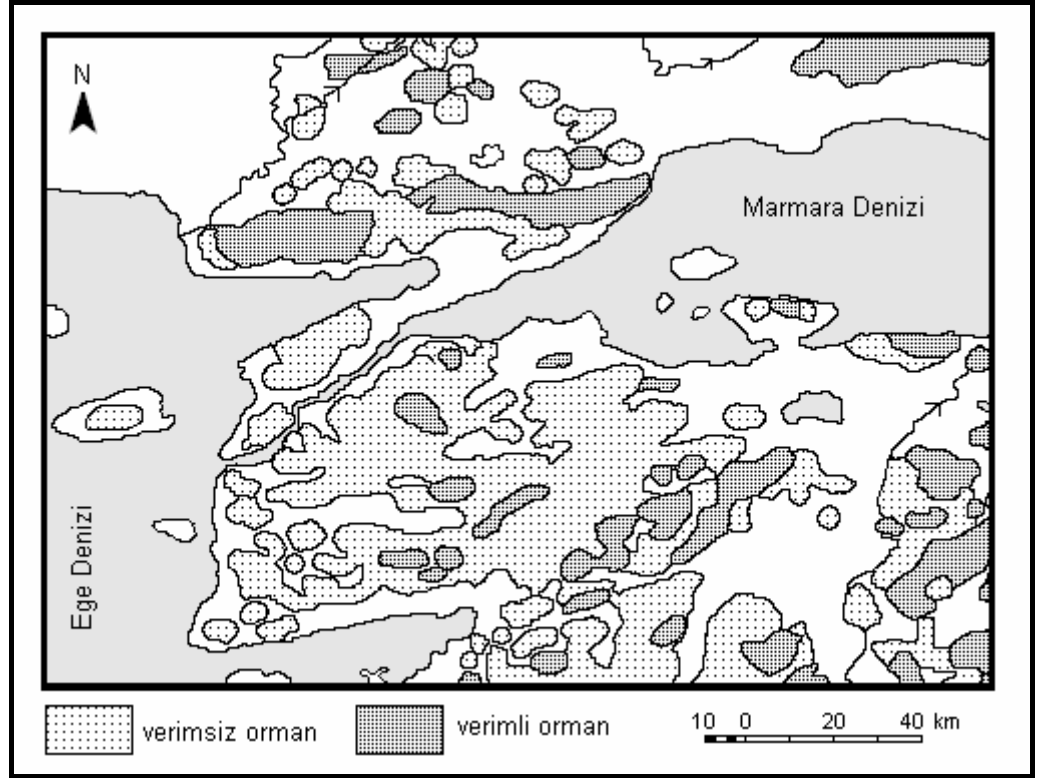 N
Marmara Denizi
Ege Denizi
verimsiz orman
verimli orman
10 0 20 40 km